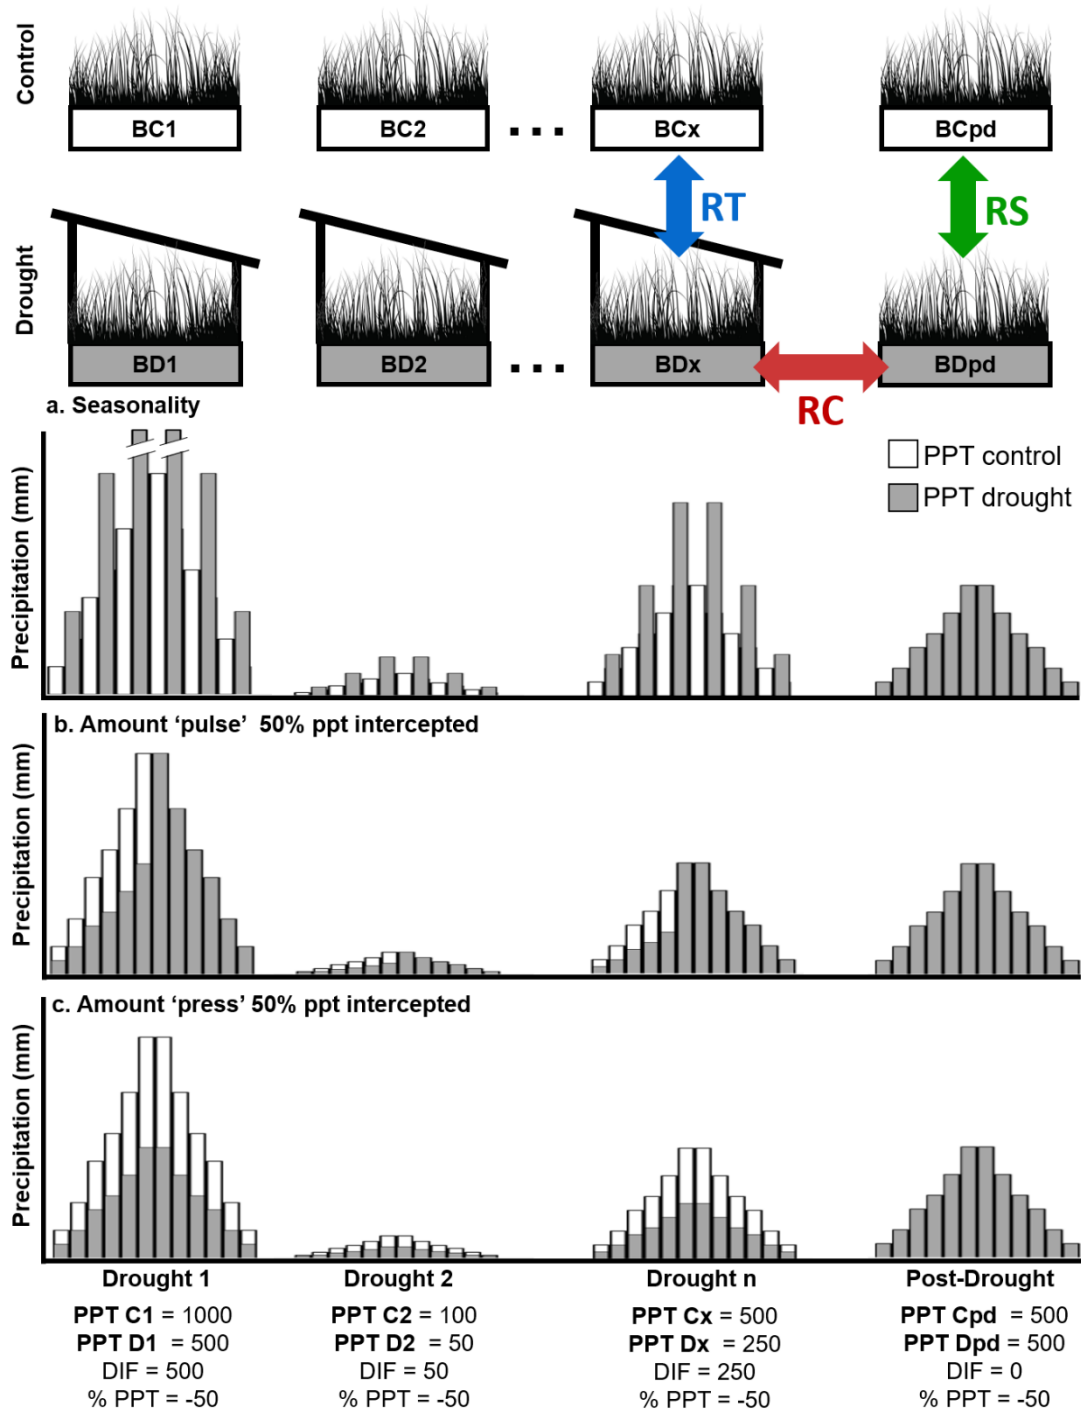 Control
BC1
BC2
...
BCx
BCpd
RT
RS
Drought
BD1
BD2
...
BDx
BDpd
RC
a. Seasonality
PPT control
PPT drought
Precipitation (mm)
b. Amount ‘pulse’ 50% ppt intercepted
Precipitation (mm)
c. Amount ‘press’ 50% ppt intercepted
Precipitation (mm)
Drought 1
PPT C1 = 1000
PPT D1 = 500
DIF = 500
% PPT = -50
Drought 2
PPT C2 = 100
PPT D2 = 50
DIF = 50
% PPT = -50
Drought n
PPT Cx = 500
PPT Dx = 250
DIF = 250
% PPT = -50
Post-Drought
PPT Cpd = 500
PPT Dpd = 500
DIF = 0
% PPT = -50